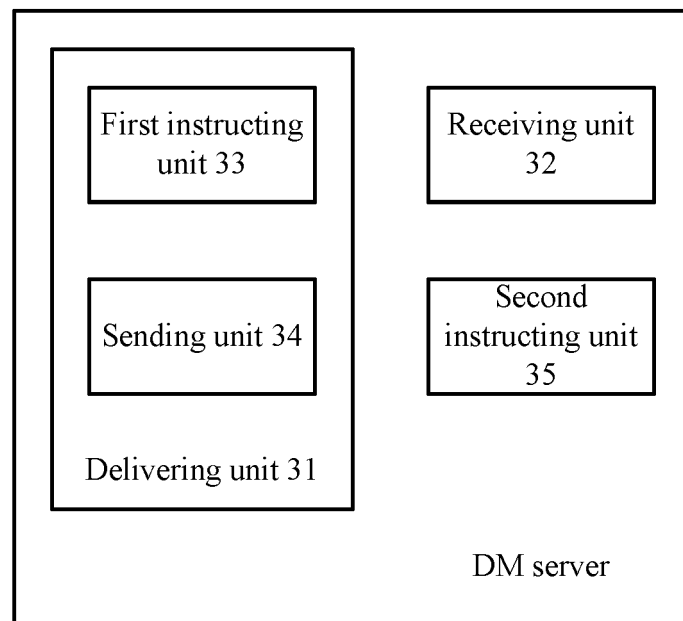 First instructing
unit 33
Receiving unit
32
Sending unit 34
Second
instructing unit
35
Delivering unit 31
DM server